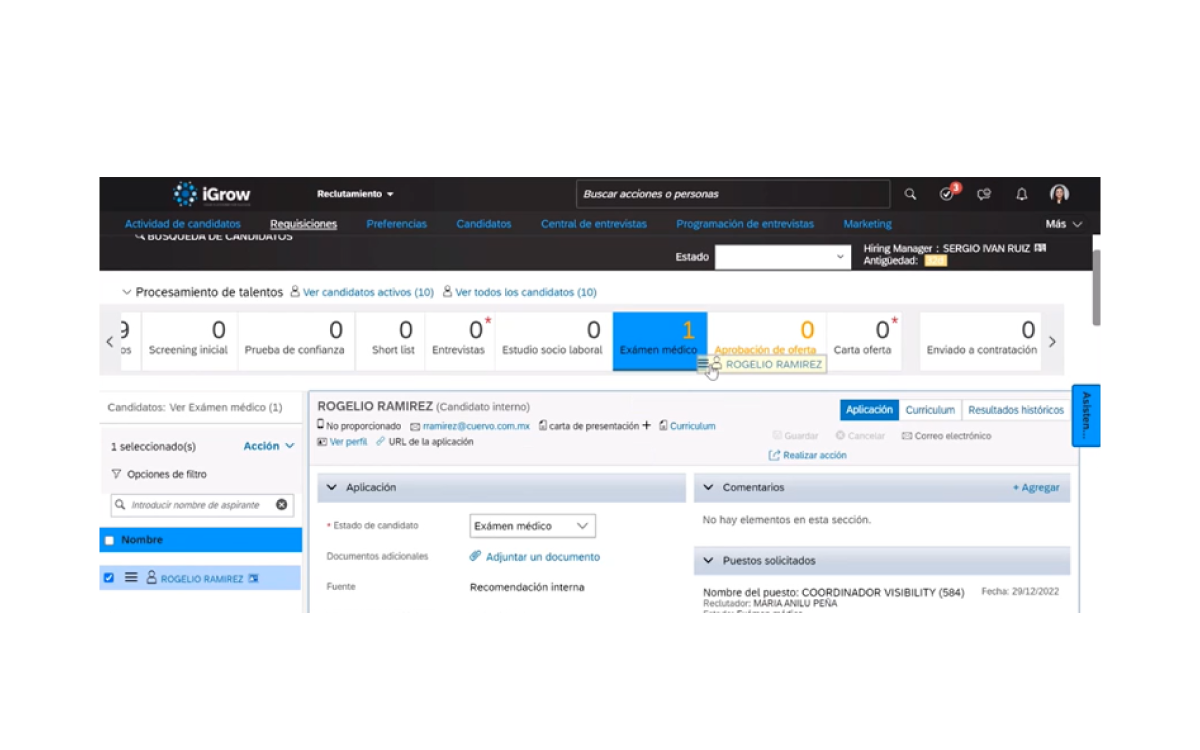 iGrow
Reclutamiento
Buscar acciones o personas
3
Actividad de candidatos
Requisiciones
Preferencias
Candidatos
Central de entrevistas
Programación de entrevistas
Marketing
Más
BÚSQUEDA DE CANDIDATOS
Estado
Hiring Manager : SERGIO IVAN RUIZ
Antigüedad:
Procesamiento de talentos
Ver candidatos activos (10)
Ver todos los candidatos (10)
9
os
0
Screening inicial
0
Prueba de confianza
0
Short list
0*
Entrevistas
0
Estudio socio laboral
1
Exámen médico
0
Aprobación de oferta
0*
Carta oferta
0
Enviado a contratación
ROGELIO RAMIREZ
Candidatos: Ver Exámen médico (1)
1 seleccionado(s)
Acción
Opciones de filtro
Introducir nombre de aspirante
Nombre
ROGELIO RAMIREZ
ROGELIO RAMIREZ (Candidato interno)
No proporcionado
rramirez@cuervo.com.mx
carta de presentación +
Curriculum
Ver perfil
URL de la aplicación
Aplicación
Curriculum
Resultados históricos
Guardar
Cancelar
Correo electrónico
Realizar acción
Asisten...
Aplicación
* Estado de candidato
Exámen médico
Documentos adicionales
Adjuntar un documento
Fuente
Recomendación interna
Comentarios
+ Agregar
No hay elementos en esta sección.
Puestos solicitados
Nombre del puesto: COORDINADOR VISIBILITY (584)
Fecha: 29/12/2022
Reclutador: MARIA ANILU PEÑA
Estado: Exámen médico